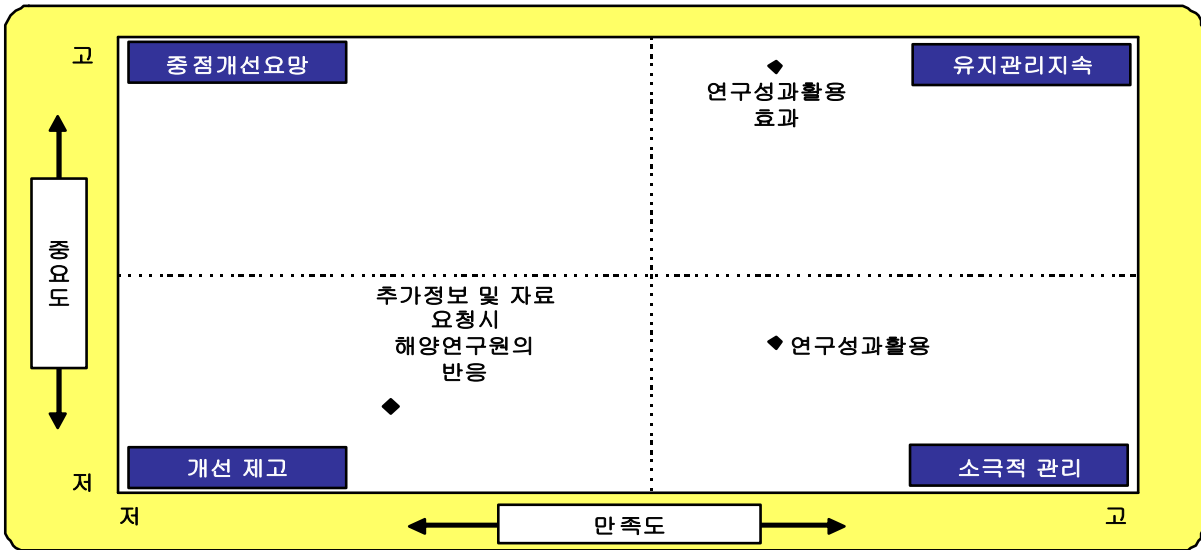 고
중점개선요망
유지관리지속
연구성과활용
효과
중
요
도
추가정보 및 자료
요청시
해양연구원의
반응
연구성과활용
개선 제고
소극적 관리
저
저
만족도
고